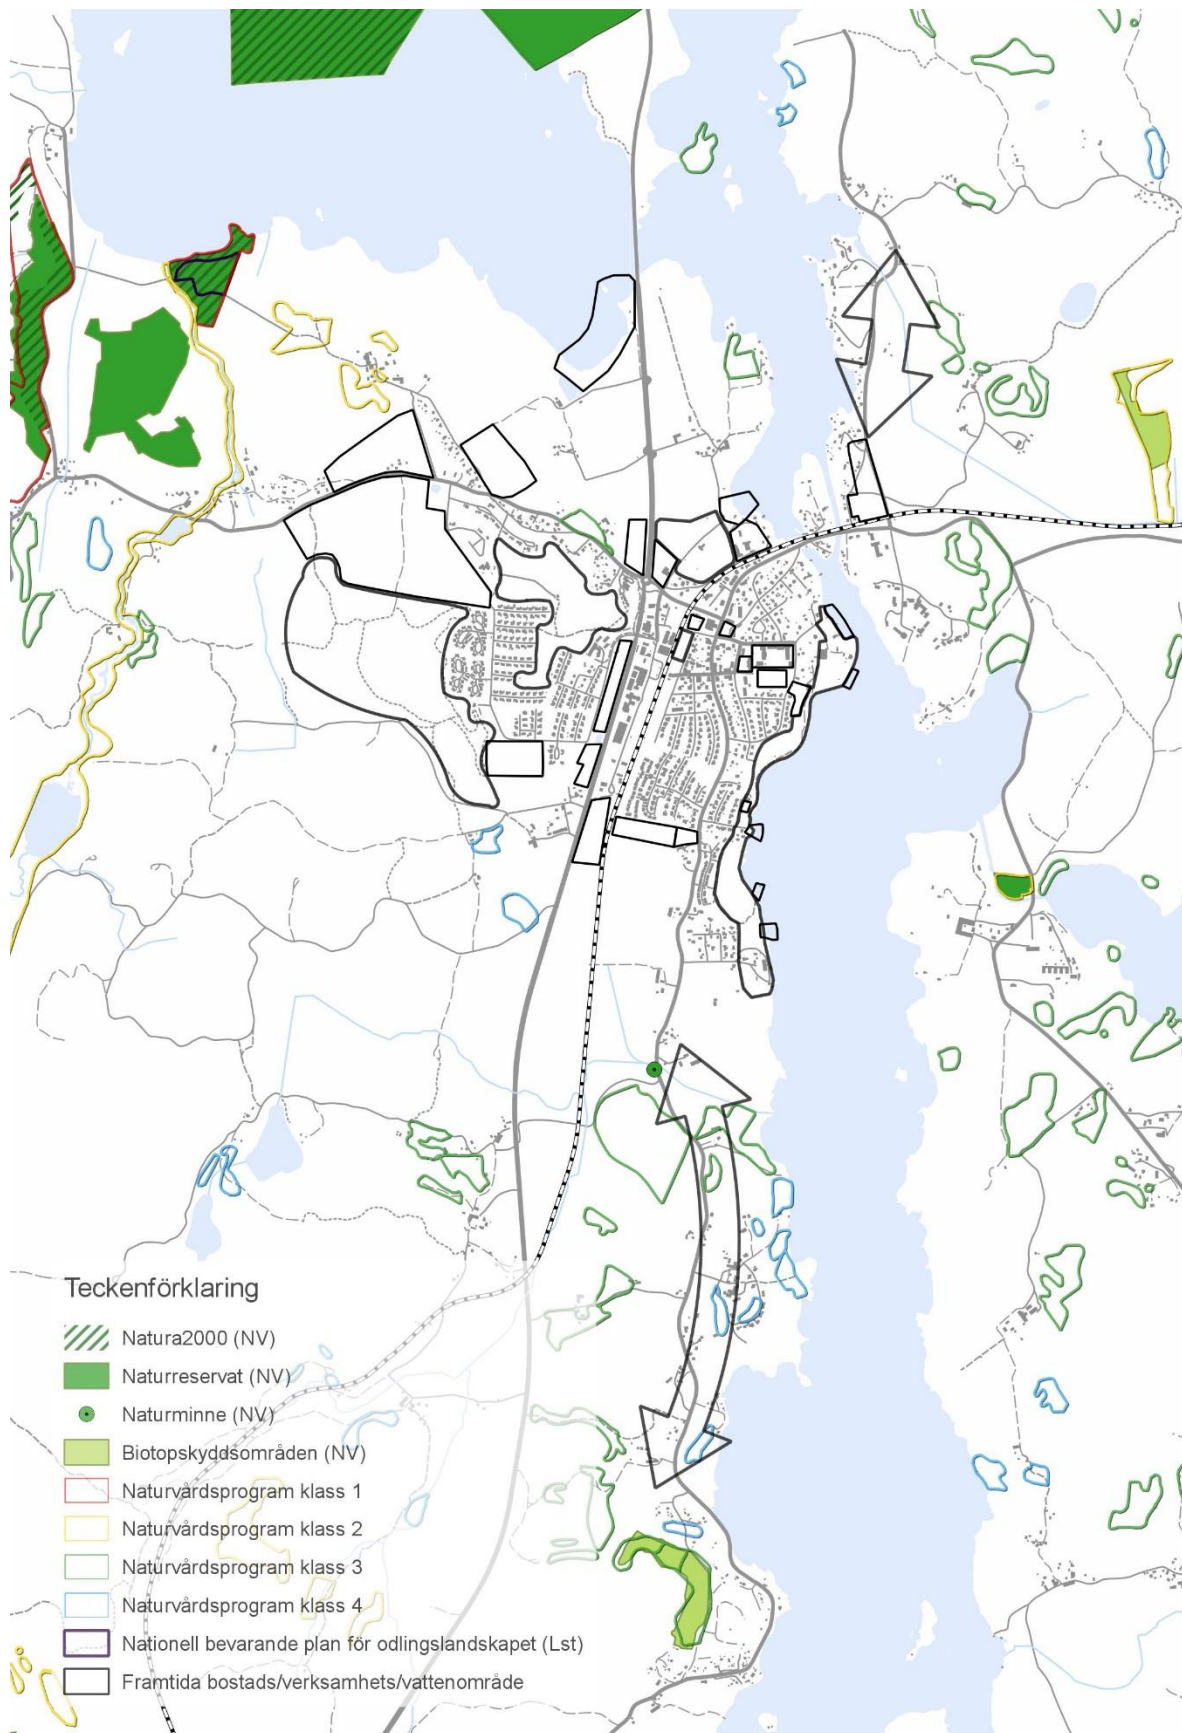 Teckenförklaring
Natura2000 (NV)
Naturreservat (NV)
Naturminne (NV)
Biotopskyddsområden (NV)
Naturvårdsprogram klass 1
Naturvårdsprogram klass 2
Naturvårdsprogram klass 3
Naturvårdsprogram klass 4
Nationell bevarande plan för odlingslandskapet (Lst)
Framtida bostads/verksamhets/vattenområde